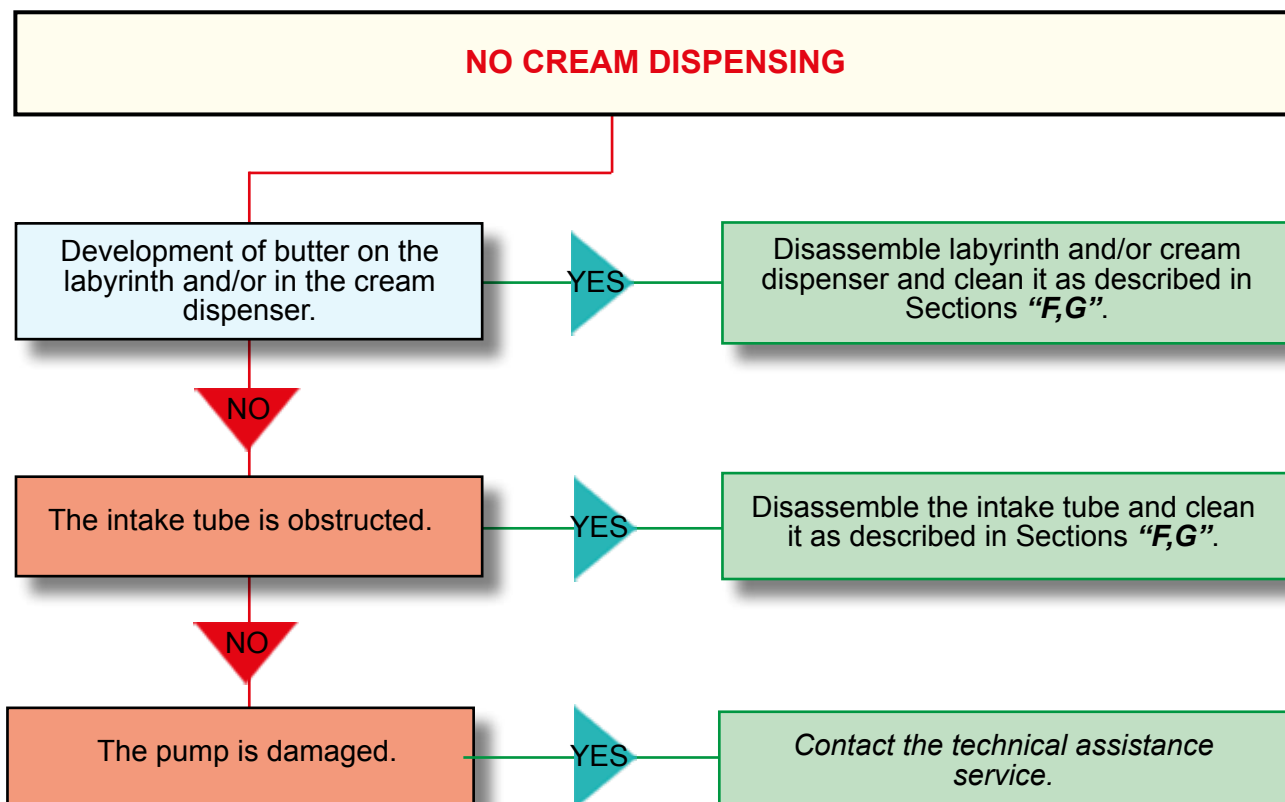 NO CREAM DISPENSING
Development of butter on the
labyrinth and/or in the cream
dispenser.
YES
Disassemble labyrinth and/or cream
dispenser and clean it as described in
Sections “F,G”.
NO
The intake tube is obstructed.
YES
Disassemble the intake tube and clean
it as described in Sections “F,G”.
NO
The pump is damaged.
YES
Contact the technical assistance
service.